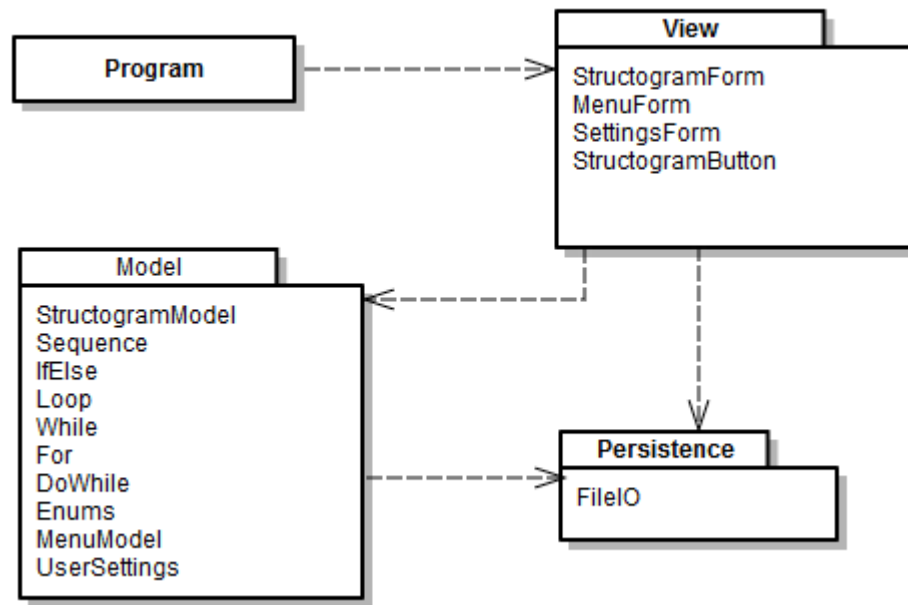 Program
View
StructogramForm
MenuForm
SettingsForm
StructogramButton
Model
StructogramModel
Sequence
IfElse
Loop
While
For
DoWhile
Enums
MenuModel
UserSettings
Persistence
FileIO